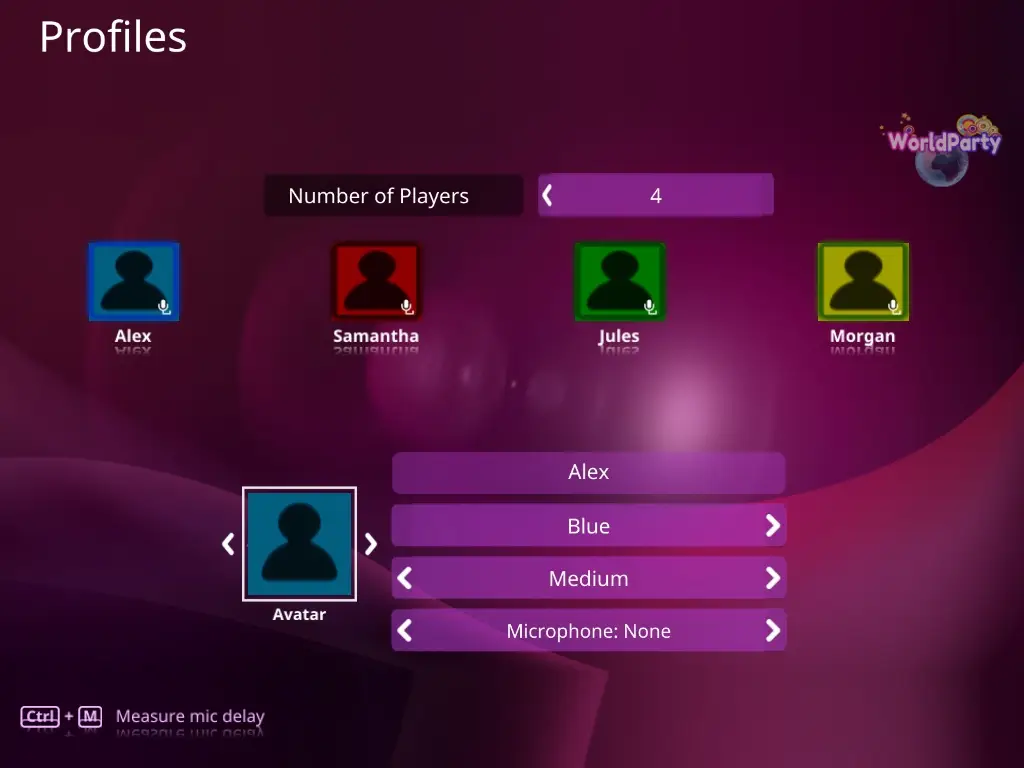 Profiles
WorldParty
Number of Players
4
Alex
Samantha
Jules
Morgan
Alex
Blue
Medium
Microphone: None
Avatar
Ctrl + M Measure mic delay